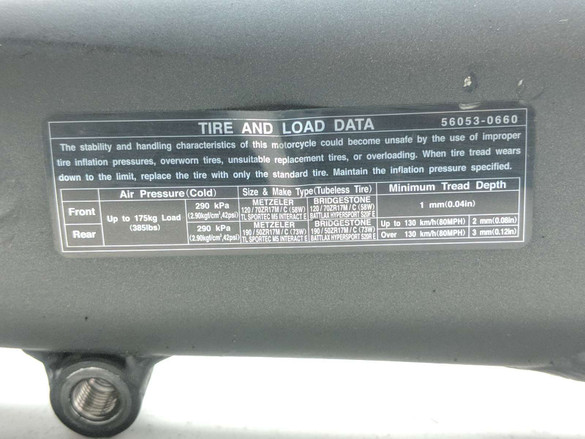 TIRE AND LOAD DATA 56053-0660
The stability and handling characteristics of this motorcycle could become unsafe by the use of improper
tire inflation pressures, overworn tires, unsuitable replacement tires, or overloading. When tire tread wears
down to the limit, replace the tire with only the standard tire. Maintain the inflation pressure specified.
Air Pressure (Cold) Size & Make Type (Tubeless Tire) Minimum Tread Depth
Front Up to 175kg Load (385lbs) 290 kPa (2.90kgf/cm²,42psi) METZELER 120/70ZR17M/C (58W) TL SPORTEC M5 INTERACT E BRIDGESTONE 120/70ZR17M/C (58W) BATTLAX HYPERSPORT S20F E 1 mm(0.04in)
Rear 290 kPa (2.90kgf/cm²,42psi) METZELER 190/50ZR17M/C (73W) TL SPORTEC M5 INTERACT E BRIDGESTONE 190/50ZR17M/C (73W) BATTLAX HYPERSPORT S20R E Up to 130 km/h(80MPH) 2 mm(0.08in)
Over 130 km/h(80MPH) 3 mm(0.12in)